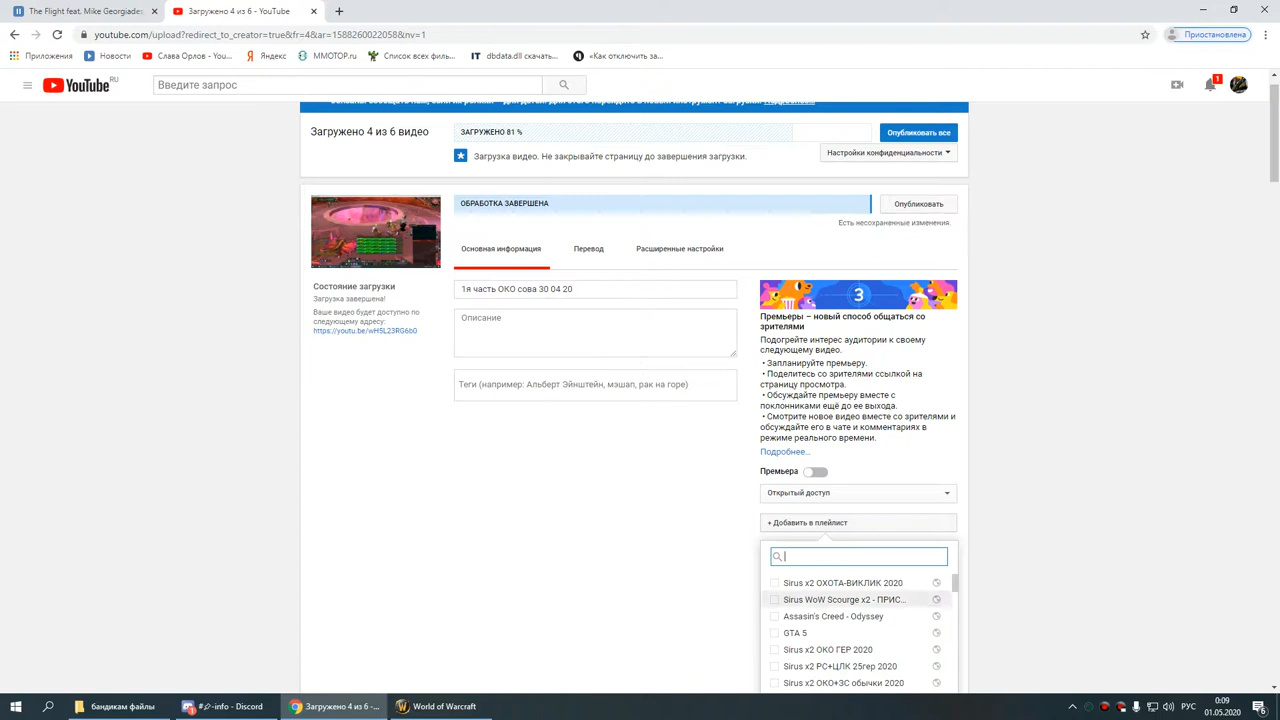 The Flight feat. Mike Georgiades
Загружено 4 из 6 - YouTube
youtube.com/upload?redirect_to_creator=true&fr=4&ar=1588260022058&nv=1
Приостановлена
Приложения
Новости
Слава Орлов - You...
Яндекс
MMOTOP.ru
Список всех фильм...
dbdata.dll скачать...
«Как отключить за...
YouTube RU
Введите запрос
1
Загружено 4 из 6 видео
ЗАГРУЖЕНО 81 %
Опубликовать все
Загрузка видео. Не закрывайте страницу до завершения загрузки.
Настройки конфиденциальности
ОБРАБОТКА ЗАВЕРШЕНА
Опубликовать
Есть несохраненные изменения.
Основная информация
Перевод
Расширенные настройки
Состояние загрузки
Загрузка завершена!
Ваше видео будет доступно по
следующему адресу:
https://youtu.be/wH5L23RG6b0
1я часть ОКО сова 30 04 20
Описание
Теги (например: Альберт Эйнштейн, мэшап, рак на горе)
3
Премьеры – новый способ общаться со
зрителями
Подогрейте интерес аудитории к своему
следующему видео.
• Запланируйте премьеру.
• Поделитесь со зрителями ссылкой на
страницу просмотра.
• Обсуждайте премьеру вместе с
поклонниками ещё до ее выхода.
• Смотрите новое видео вместе со зрителями и
обсуждайте его в чате и комментариях в
режиме реального времени.
Подробнее...
Премьера
Открытый доступ
+ Добавить в плейлист
Sirus x2 ОХОТА-ВИКЛИК 2020
Sirus WoW Scourge x2 - ПРИС...
Assasin's Creed - Odyssey
GTA 5
Sirus x2 ОКО ГЕР 2020
Sirus x2 РС+ЦЛК 25гер 2020
Sirus x2 ОКО+ЗС обычки 2020
бандикам файлы
-info - Discord
Загружено 4 из 6 -...
World of Warcraft
РУС
0:09
01.05.2020
6